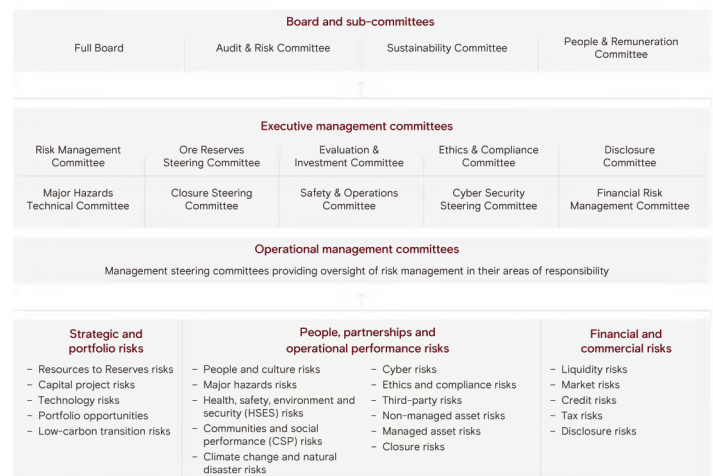 Board and sub-committees
Full Board
Audit & Risk Committee
Sustainability Committee
People & Remuneration
Committee
Executive management committees
Risk Management
Committee
Ore Reserves
Steering Committee
Evaluation &
Investment Committee
Ethics & Compliance
Committee
Disclosure
Committee
Major Hazards
Technical Committee
Closure Steering
Committee
Safety & Operations
Committee
Cyber Security
Steering Committee
Financial Risk
Management Committee
Operational management committees
Management steering committees providing oversight of risk management in their areas of responsibility
Strategic and
portfolio risks
– Resources to Reserves risks
– Capital project risks
– Technology risks
– Portfolio opportunities
– Low-carbon transition risks
People, partnerships and
operational performance risks
– People and culture risks
– Major hazards risks
– Health, safety, environment and
security (HSES) risks
– Communities and social
performance (CSP) risks
– Climate change and natural
disaster risks
– Cyber risks
– Ethics and compliance risks
– Third-party risks
– Non-managed asset risks
– Managed asset risks
– Closure risks
Financial and
commercial risks
– Liquidity risks
– Market risks
– Credit risks
– Tax risks
– Disclosure risks